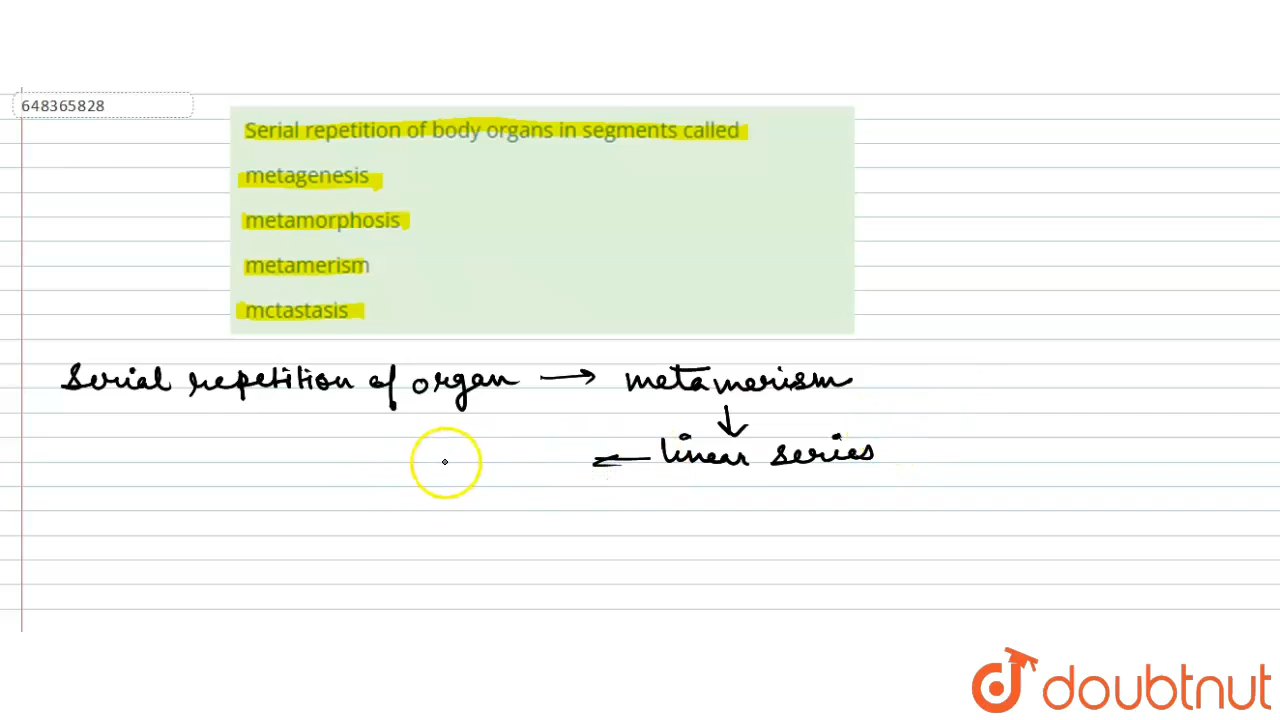 648365828
Serial repetition of body organs in segments called
metagenesis
metamorphosis
metamerism
mctastasis
Serial repetition of organ → metamerism
↓
← linear series
doubtnut